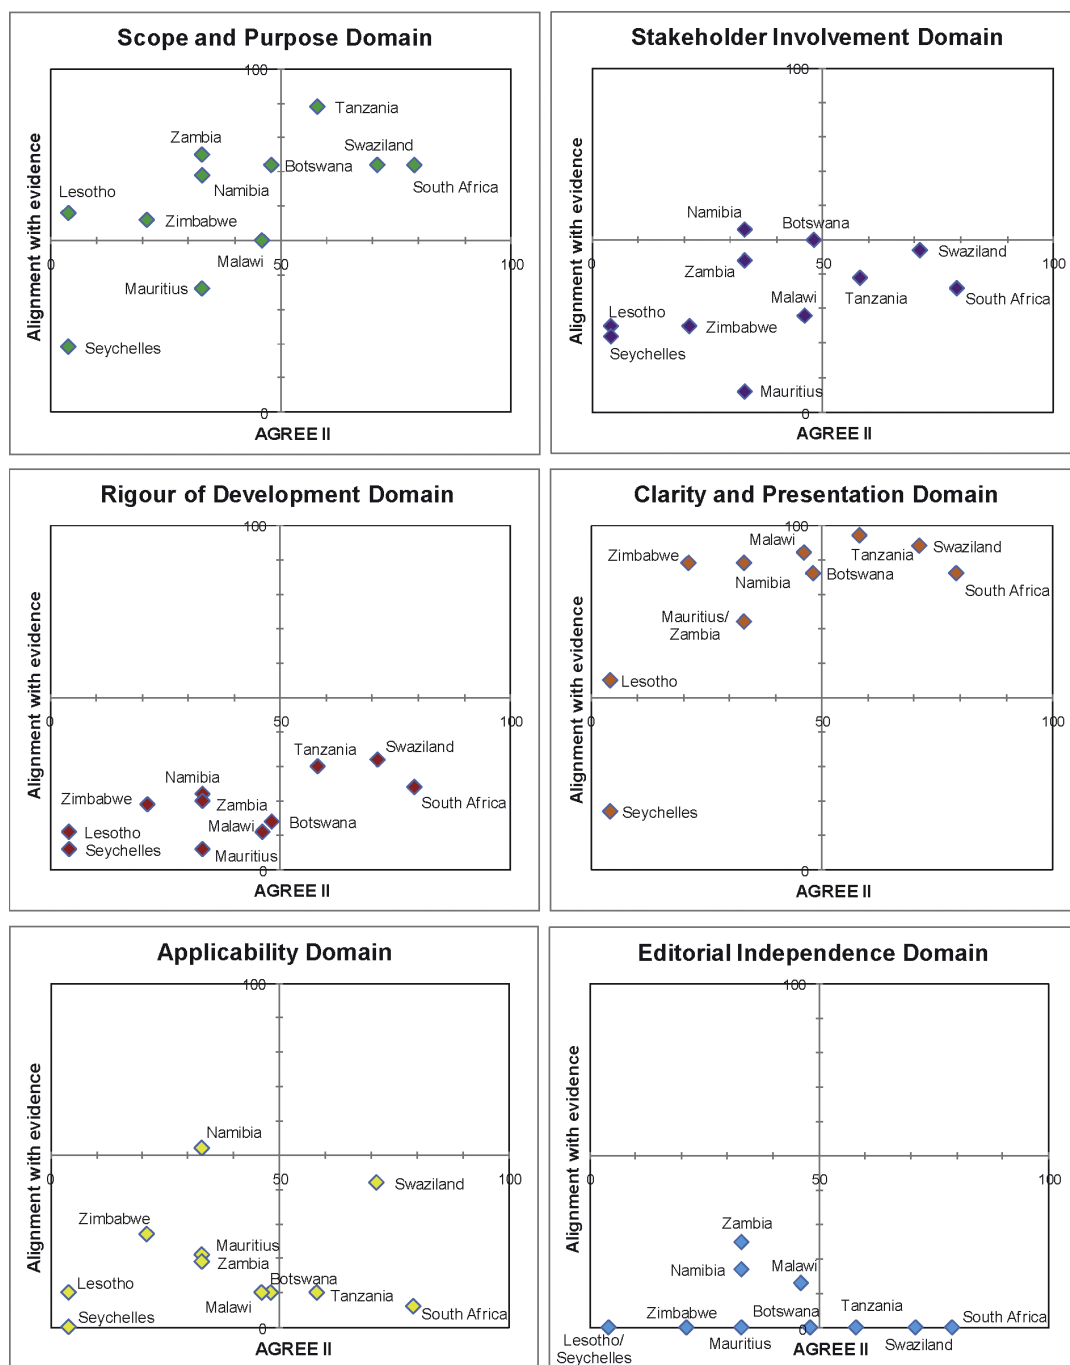 Scope and Purpose Domain
100
Tanzania
Zambia
Swaziland
Botswana
Namibia
South Africa
Lesotho
Zimbabwe
Malawi
0
50
100
Mauritius
Seychelles
0
Alignment with evidence
AGREE II
Stakeholder Involvement Domain
100
Namibia
Botswana
Swaziland
Zambia
0
50
100
Malawi
Tanzania
South Africa
Lesotho
Zimbabwe
Seychelles
Mauritius
0
Alignment with evidence
AGREE II
Rigour of Development Domain
100
0
50
100
Tanzania
Swaziland
Namibia
Zimbabwe
Zambia
South Africa
Malawi
Botswana
Lesotho
Seychelles
Mauritius
0
Alignment with evidence
AGREE II
Clarity and Presentation Domain
100
Malawi
Zimbabwe
Tanzania
Swaziland
Namibia
Botswana
South Africa
Mauritius/
Zambia
Lesotho
0
50
100
Seychelles
0
Alignment with evidence
AGREE II
Applicability Domain
100
Namibia
0
50
100
Swaziland
Zimbabwe
Mauritius
Zambia
Lesotho
Botswana
Malawi
Tanzania
South Africa
Seychelles
0
Alignment with evidence
AGREE II
Editorial Independence Domain
100
0
50
100
Zambia
Namibia
Malawi
Zimbabwe
Botswana
Tanzania
South Africa
Lesotho/
Seychelles
Mauritius
Swaziland
0
Alignment with evidence
AGREE II